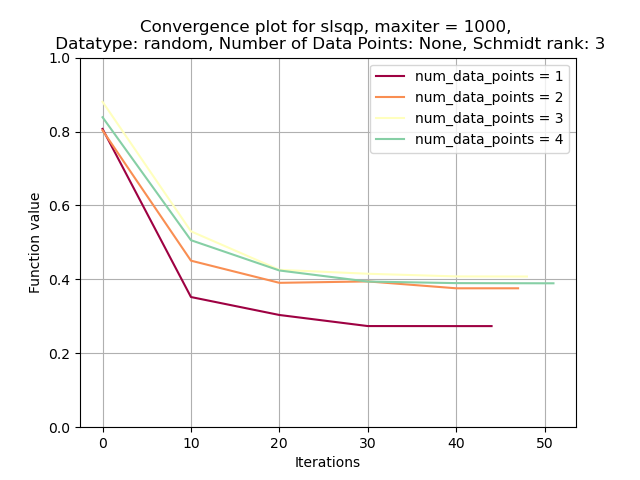 Convergence plot for slsqp, maxiter = 1000,
Datatype: random, Number of Data Points: None, Schmidt rank: 3
1.0
0.8
0.6
0.4
0.2
0.0
Function value
num_data_points = 1
num_data_points = 2
num_data_points = 3
num_data_points = 4
0 10 20 30 40 50
Iterations